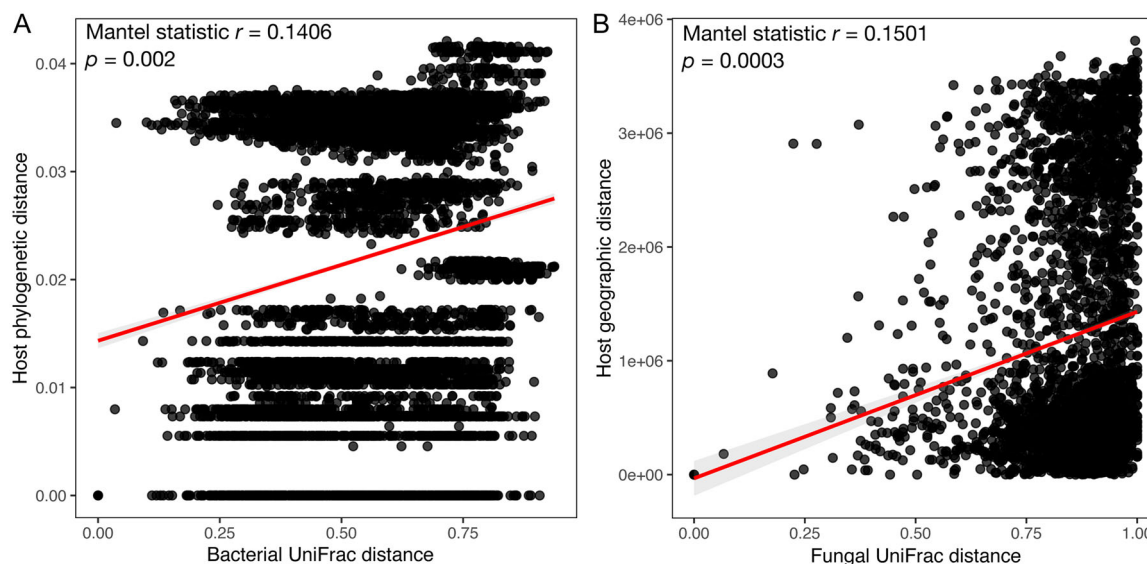 A
Mantel statistic r = 0.1406
p = 0.002
Host phylogenetic distance
0.04
0.03
0.02
0.01
0.00
0.00
0.25
0.50
0.75
Bacterial UniFrac distance
B
Mantel statistic r = 0.1501
p = 0.0003
Host geographic distance
4e+06
3e+06
2e+06
1e+06
0e+00
0.00
0.25
0.50
0.75
1.00
Fungal UniFrac distance